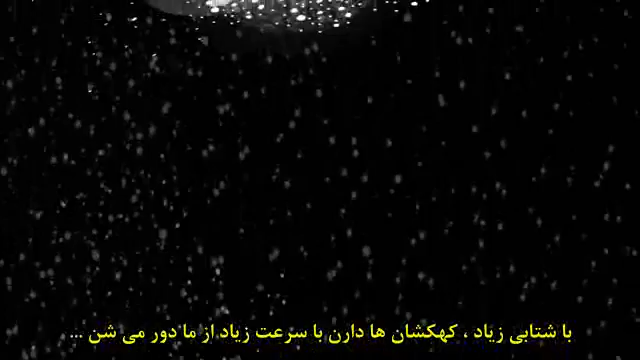 با شتابی زیاد ، کهکشان ها دارن با سرعت زیاد از ما دور می شن ...